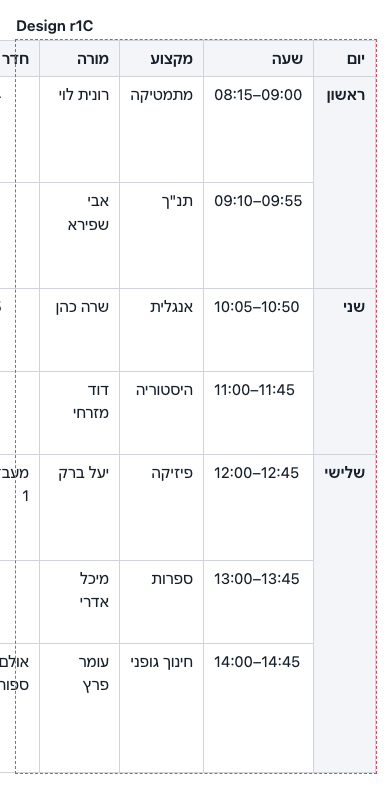 Design r1C
יום שעה מקצוע מורה חדר
ראשון 08:15–09:00 מתמטיקה רונית לוי
09:10–09:55 תנ"ך אבי
שפירא
שני 10:05–10:50 אנגלית שרה כהן
11:00–11:45 היסטוריה דוד
מזרחי
שלישי 12:00–12:45 פיזיקה יעל ברק
1
13:00–13:45 ספרות מיכל
אדרי
14:00–14:45 חינוך גופני עומר אולם
פרץ